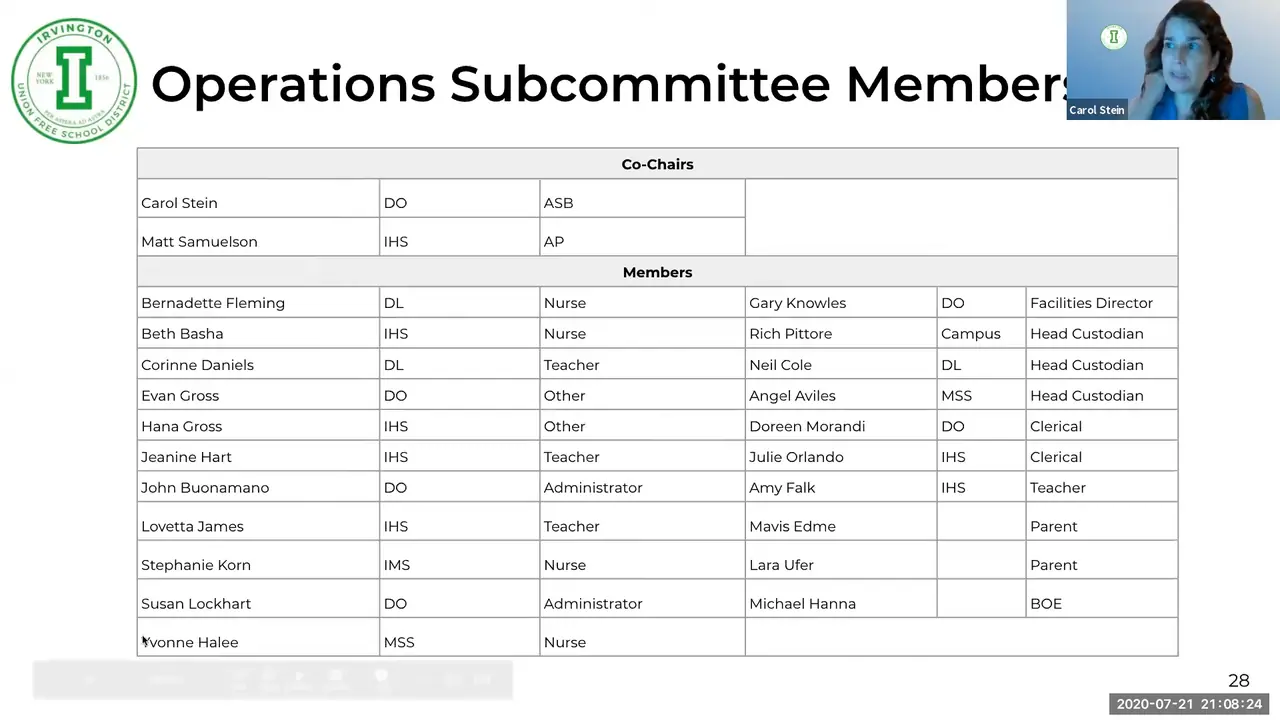 IRVINGTON
NEW YORK
1856
PER ASPERA AD ASTRA
UNION FREE SCHOOL DISTRICT
Operations Subcommittee Members
Carol Stein
Co-Chairs
Carol Stein DO ASB
Matt Samuelson IHS AP
Members
Bernadette Fleming DL Nurse Gary Knowles DO Facilities Director
Beth Basha IHS Nurse Rich Pittore Campus Head Custodian
Corinne Daniels DL Teacher Neil Cole DL Head Custodian
Evan Gross DO Other Angel Aviles MSS Head Custodian
Hana Gross IHS Other Doreen Morandi DO Clerical
Jeanine Hart IHS Teacher Julie Orlando IHS Clerical
John Buonamano DO Administrator Amy Falk IHS Teacher
Lovetta James IHS Teacher Mavis Edme Parent
Stephanie Korn IMS Nurse Lara Ufer Parent
Susan Lockhart DO Administrator Michael Hanna BOE
Yvonne Halee MSS Nurse
28
2020-07-21 21:08:24